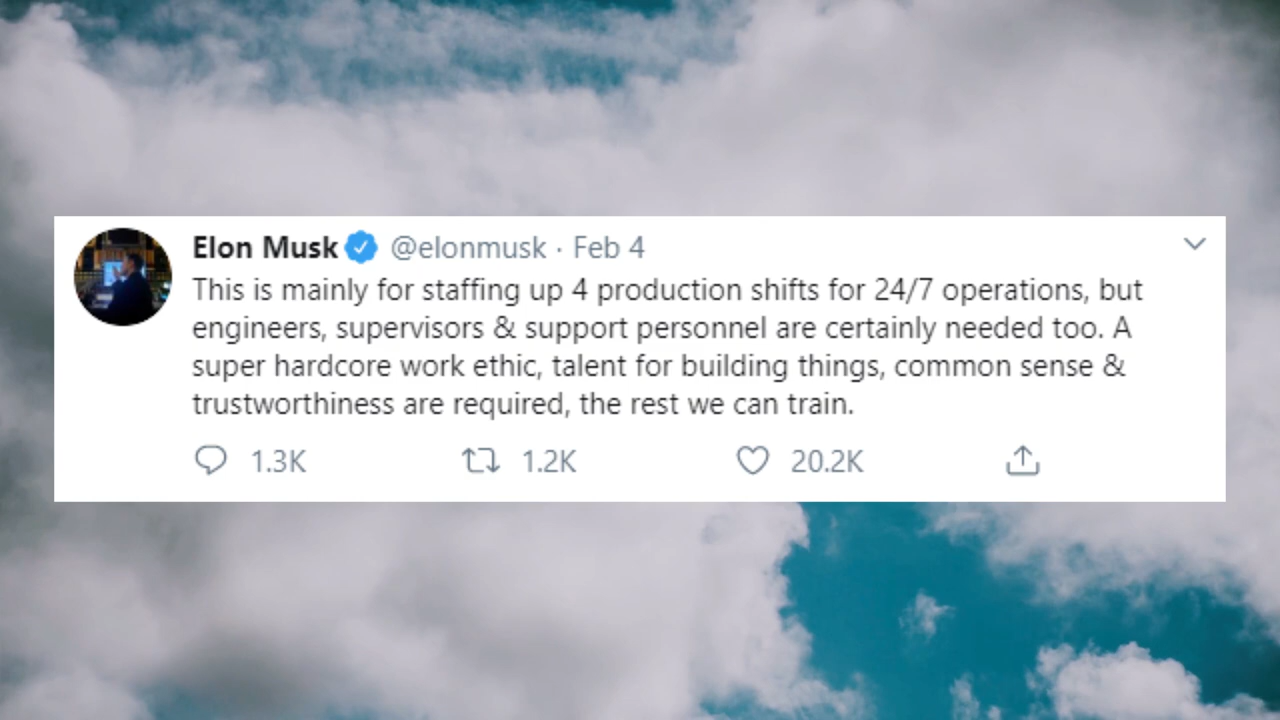 Elon Musk @elonmusk · Feb 4
This is mainly for staffing up 4 production shifts for 24/7 operations, but
engineers, supervisors & support personnel are certainly needed too. A
super hardcore work ethic, talent for building things, common sense &
trustworthiness are required, the rest we can train.
1.3K 1.2K 20.2K